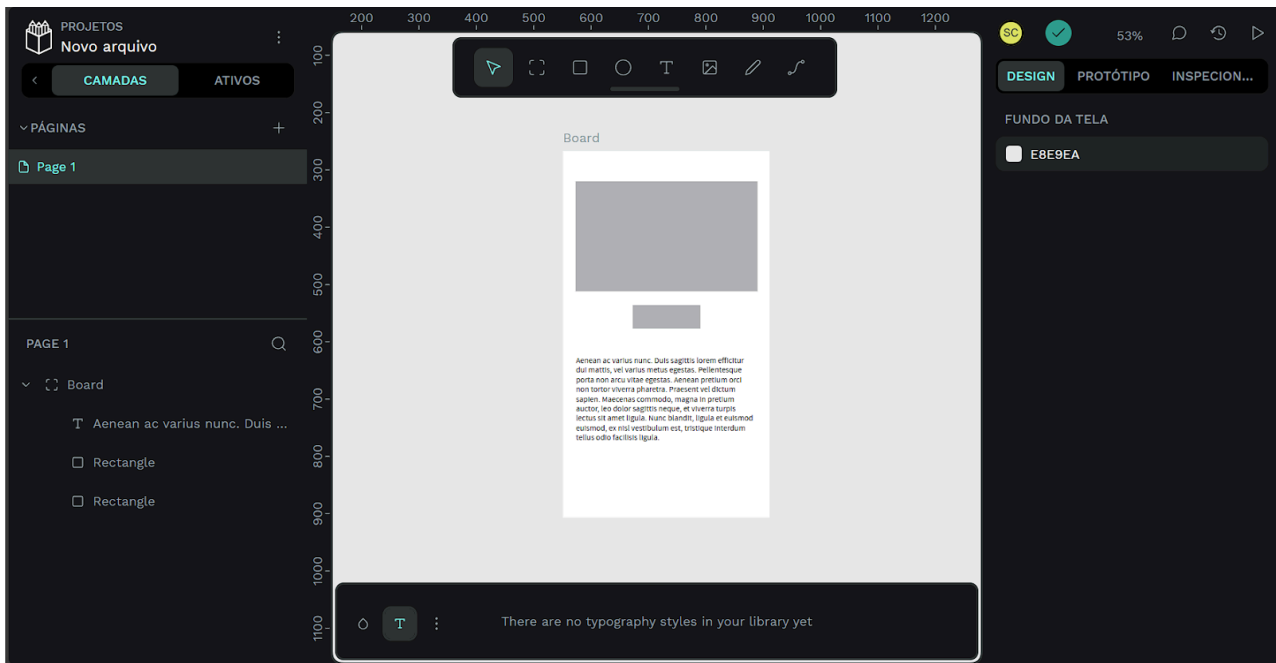 PROJETOS
Novo arquivo
CAMADAS
ATIVOS
PÁGINAS
Page 1
PAGE 1
Board
Aenean ac varius nunc. Duis ...
Rectangle
Rectangle
200 300 400 500 600 700 800 900 1000 1100 1200
100
200
300
400
500
600
700
800
900
1000
1100
T
Board
Aenean ac varius nunc. Duis sagittis lorem efficitur
dui mattis, vel varius metus egestas. Pellentesque
porta non arcu vitae egestas. Aenean pretium orci
non tortor viverra pharetra. Praesent vel dictum
sapien. Maecenas commodo, magna in pretium
auctor, leo dolor sagittis neque, et viverra turpis
lectus sit amet ligula. Nunc blandit, ligula et euismod
euismod, ex nisl vestibulum est, tristique interdum
tellus odio facilisis ligula.
T
There are no typography styles in your library yet
SC
53%
DESIGN
PROTÓTIPO
INSPECION...
FUNDO DA TELA
E8E9EA